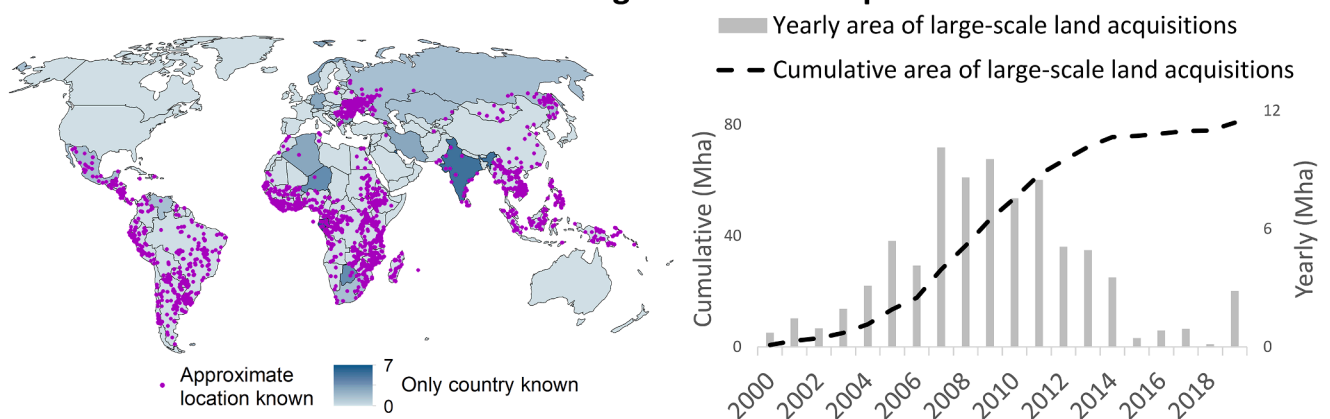 Yearly area of large-scale land acquisitions
Cumulative area of large-scale land acquisitions
Approximate
location known
7
0
Only country known
Cumulative (Mha)
80
40
0
12
6
0
Yearly (Mha)
2000
2002
2004
2006
2008
2010
2012
2014
2016
2018